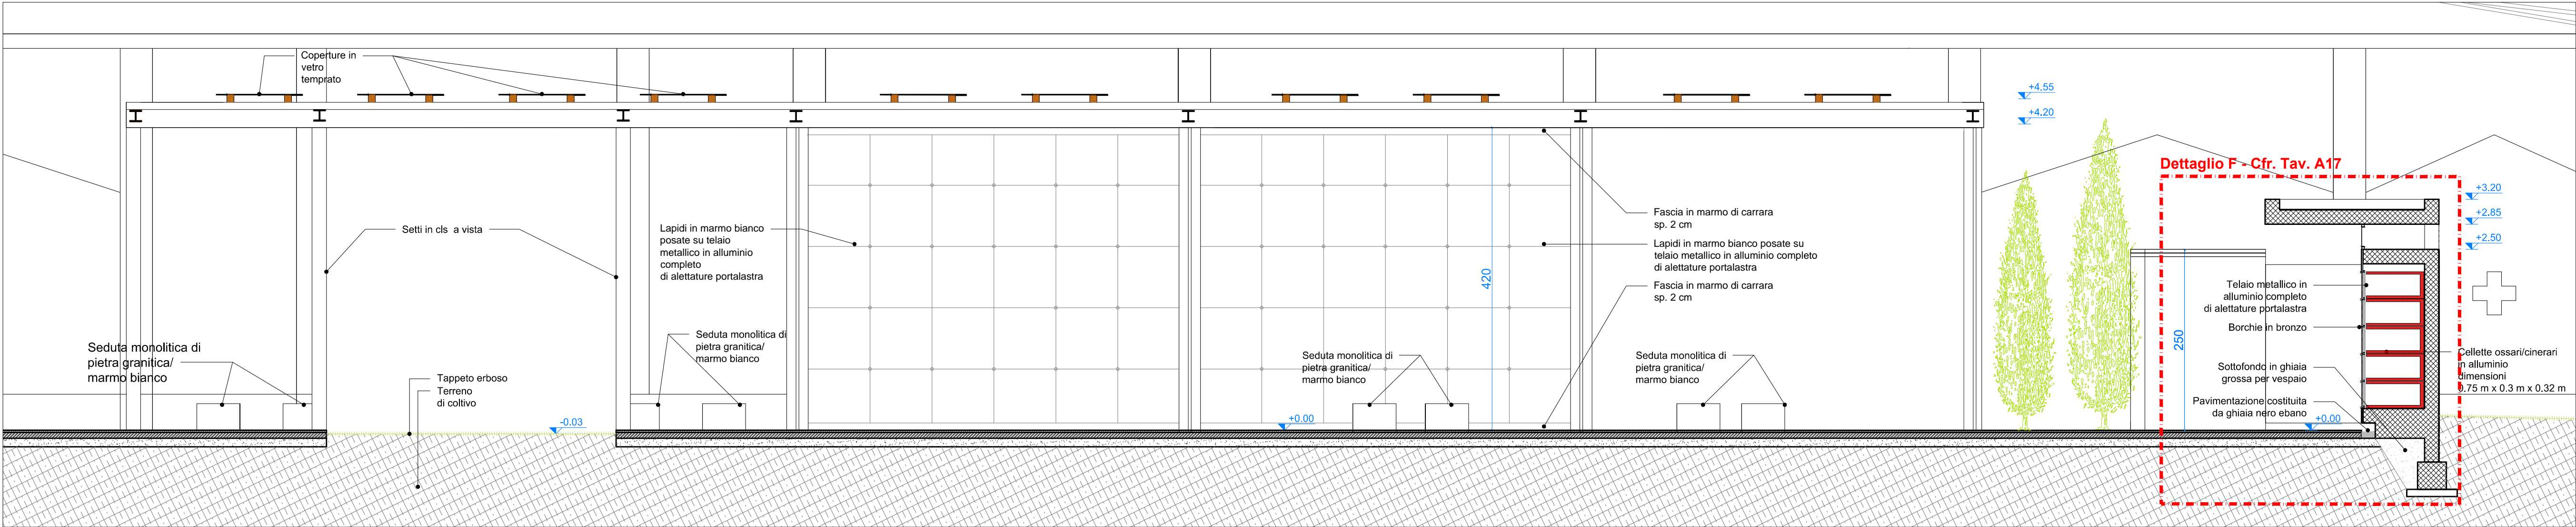 Coperture in
vetro
temprato
+4.55
+4.20
Dettaglio F - Cfr. Tav. A17
+3.20
+2.85
+2.50
Setti in cls a vista
Lapidi in marmo bianco
posate su telaio
metallico in alluminio
completo
di alettature portalastra
Fascia in marmo di carrara
sp. 2 cm
Lapidi in marmo bianco posate su
telaio metallico in alluminio completo
di alettature portalastra
420
Fascia in marmo di carrara
sp. 2 cm
250
Telaio metallico in
alluminio completo
di alettature portalastra
Borchie in bronzo
Seduta monolitica di
pietra granitica/
marmo bianco
Tappeto erboso
Terreno
di coltivo
Seduta monolitica di
pietra granitica/
marmo bianco
Seduta monolitica di
pietra granitica/
marmo bianco
Seduta monolitica di
pietra granitica/
marmo bianco
Sottofondo in ghiaia
grossa per vespaio
Cellette ossari/cinerari
in alluminio
dimensioni
0.75 m x 0.3 m x 0.32 m
Pavimentazione costituita
da ghiaia nero ebano
-0.03
+0.00
+0.00